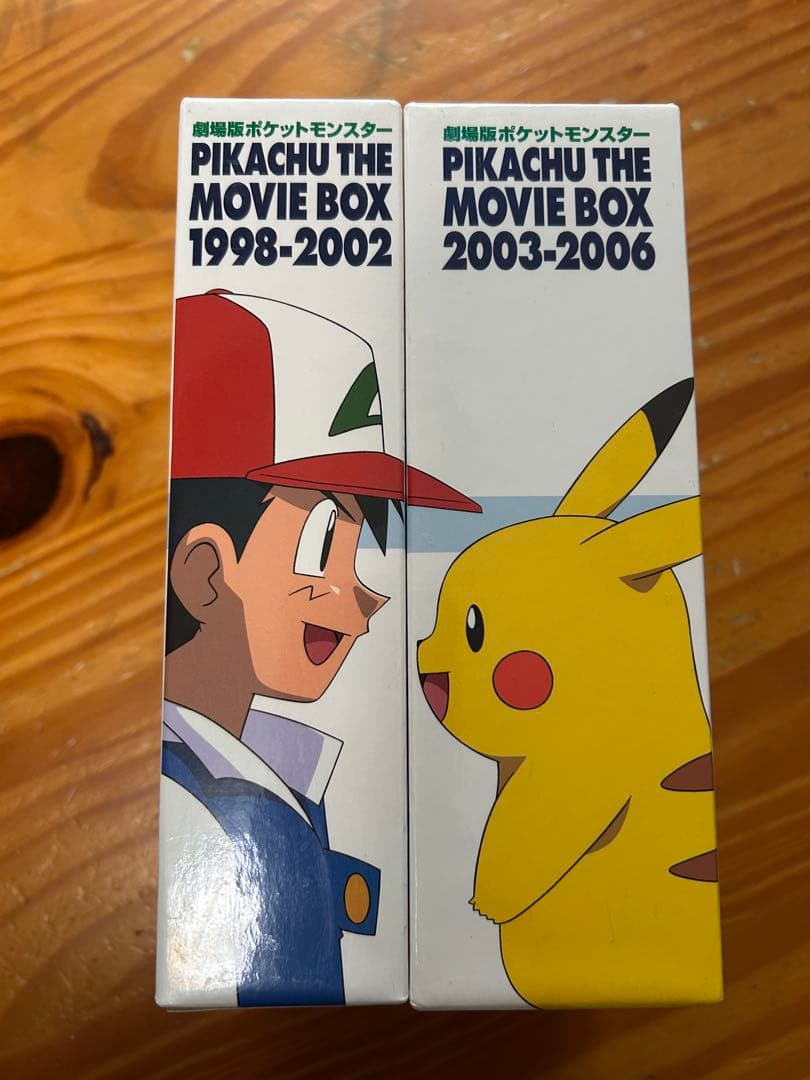 劇場版ポケットモンスター
PIKACHU THE
MOVIE BOX
1998-2002
劇場版ポケットモンスター
PIKACHU THE
MOVIE BOX
2003-2006